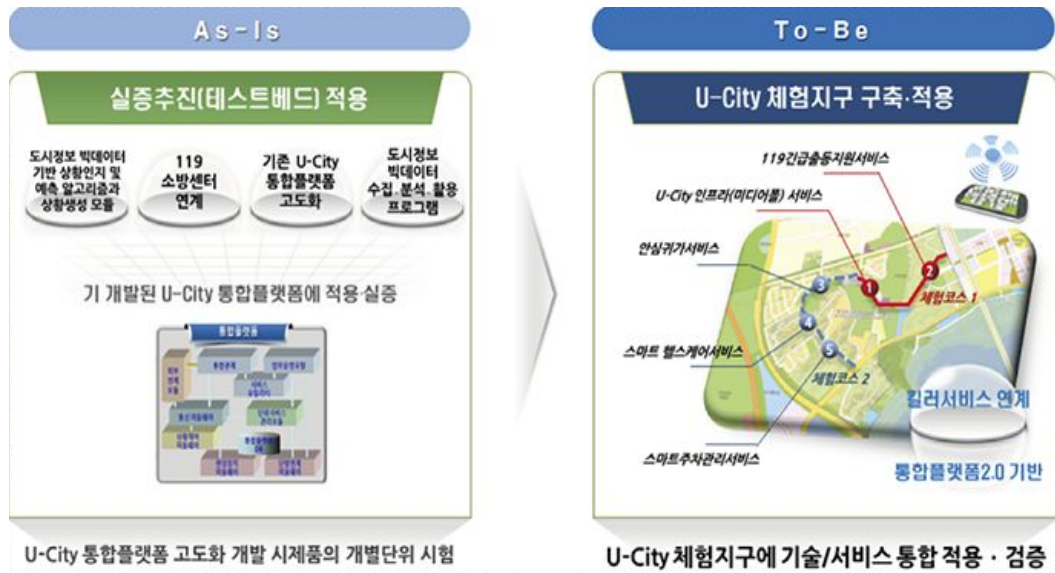 As-Is
실증추진(테스트베드) 적용
도시정보 빅데이터
기반 상황인지 및
예측 알고리즘과
상황생성 모듈
119
소방센터
연계
기존 U-City
통합플랫폼
고도화
도시정보
빅데이터
수집·분석·활용
프로그램
기 개발된 U-City 통합플랫폼에 적용·실증
통합플랫폼
통합관제
U-City 통합플랫폼 고도화 개발 시제품의 개별단위 시험
To-Be
U-City 체험지구 구축·적용
119긴급출동지원서비스
U-City 인프라(미디어폴) 서비스
안심귀가서비스
스마트 헬스케어서비스
스마트주차관리서비스
1
2
3
4
5
체험코스 1
체험코스 2
킬러서비스 연계
통합플랫폼2.0 기반
U-City 체험지구에 기술/서비스 통합 적용 · 검증